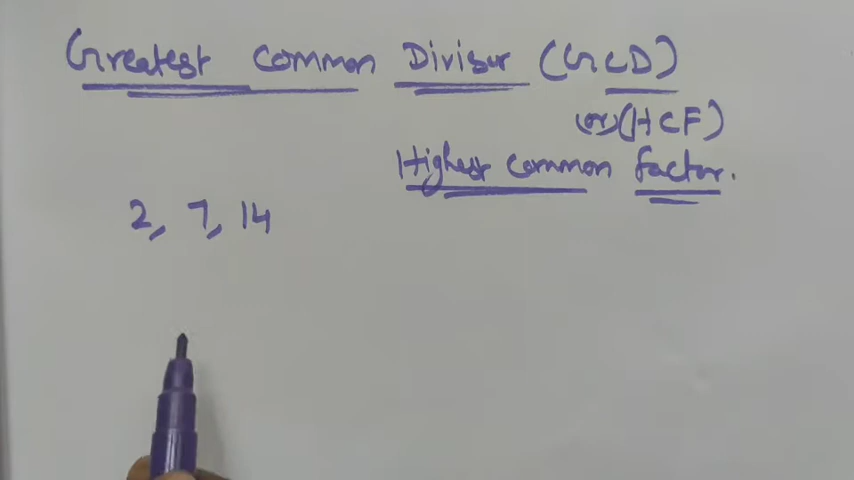 Greatest Common Divisor (GCD)
(or) (HCF)
Highest Common factor.
2, 7, 14